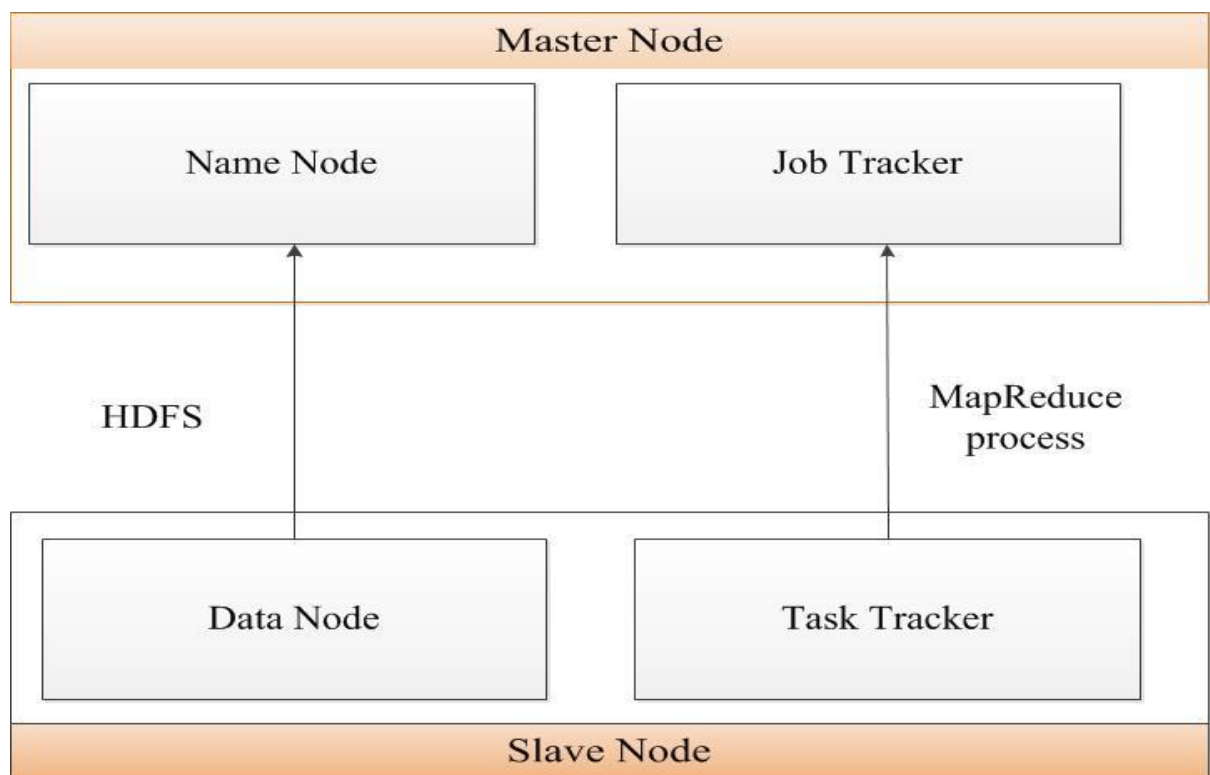 Master Node
Name Node
Job Tracker
HDFS
MapReduce
process
Data Node
Task Tracker
Slave Node